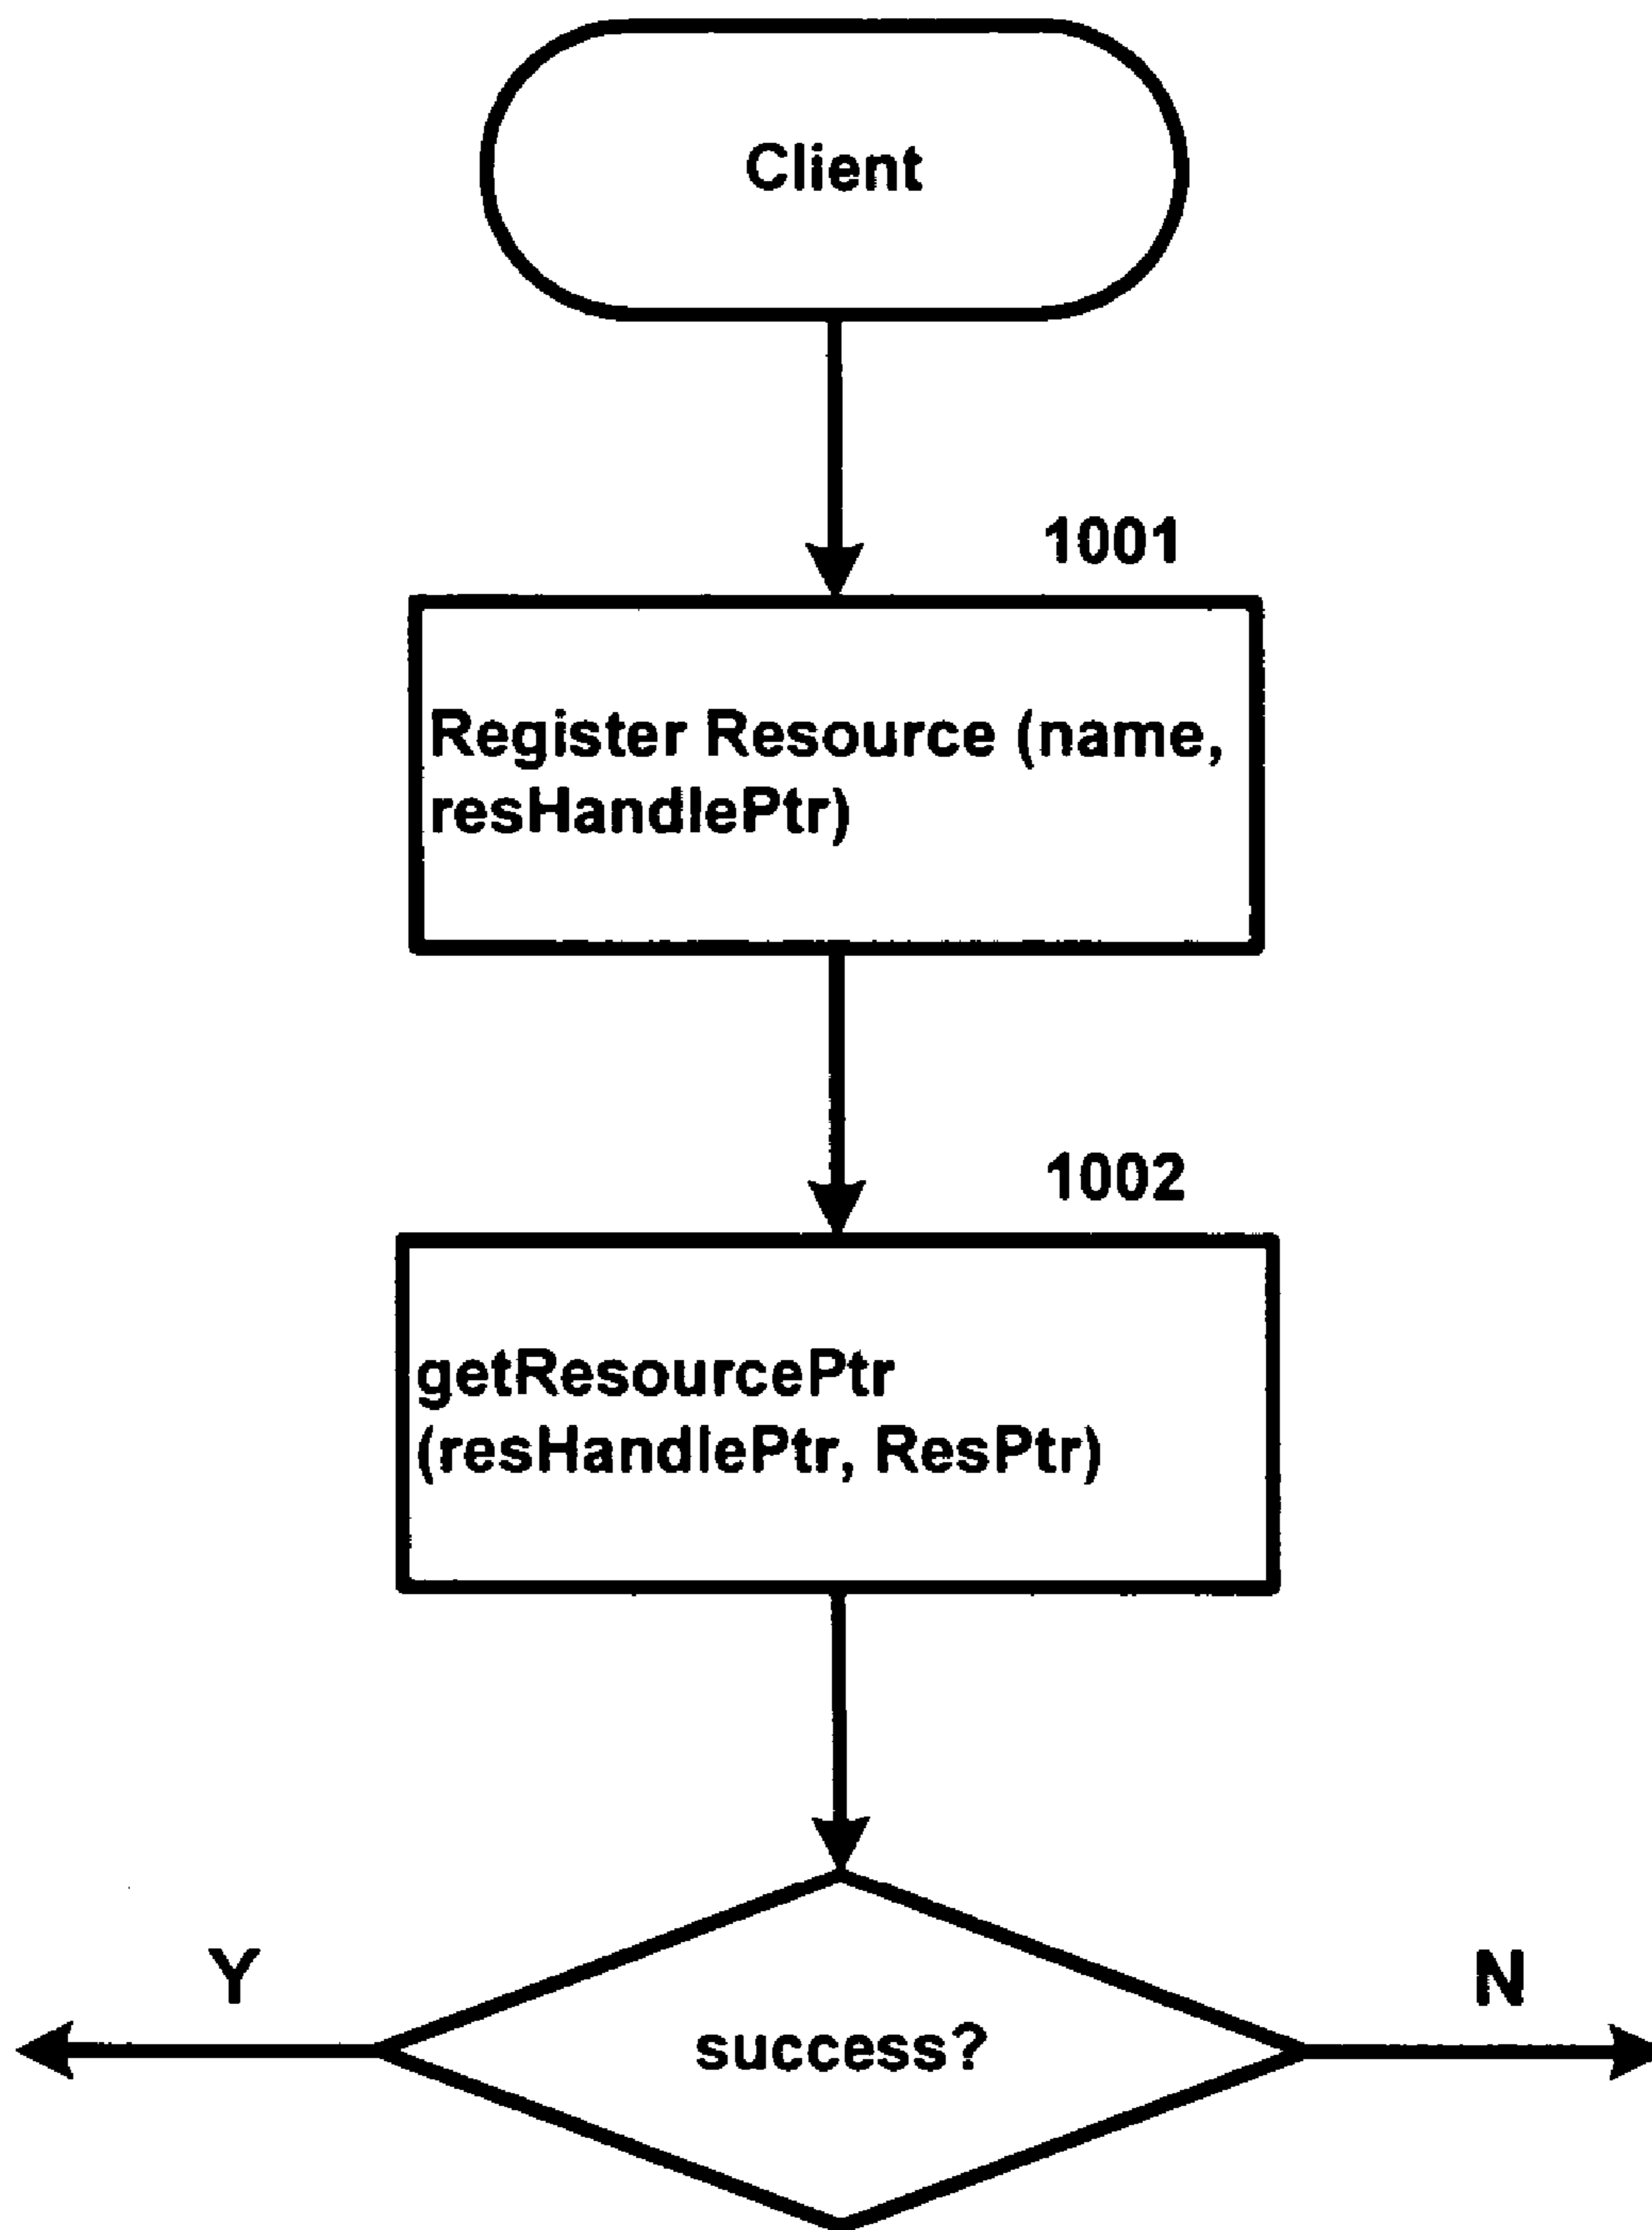 Client
1001
Register Resource (name,
resHandlePtr)
1002
getResourcePtr
(resHandlePtr, ResPtr)
Y
N
success?